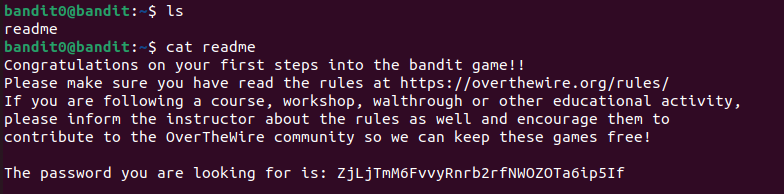 bandit0@bandit:~$ ls
readme
bandit0@bandit:~$ cat readme
Congratulations on your first steps into the bandit game!!
Please make sure you have read the rules at https://overthewire.org/rules/
If you are following a course, workshop, walthrough or other educational activity,
please inform the instructor about the rules as well and encourage them to
contribute to the OverTheWire community so we can keep these games free!

The password you are looking for is: ZjLjTmM6FvvyRnrb2rfNWOZOTa6ip5If